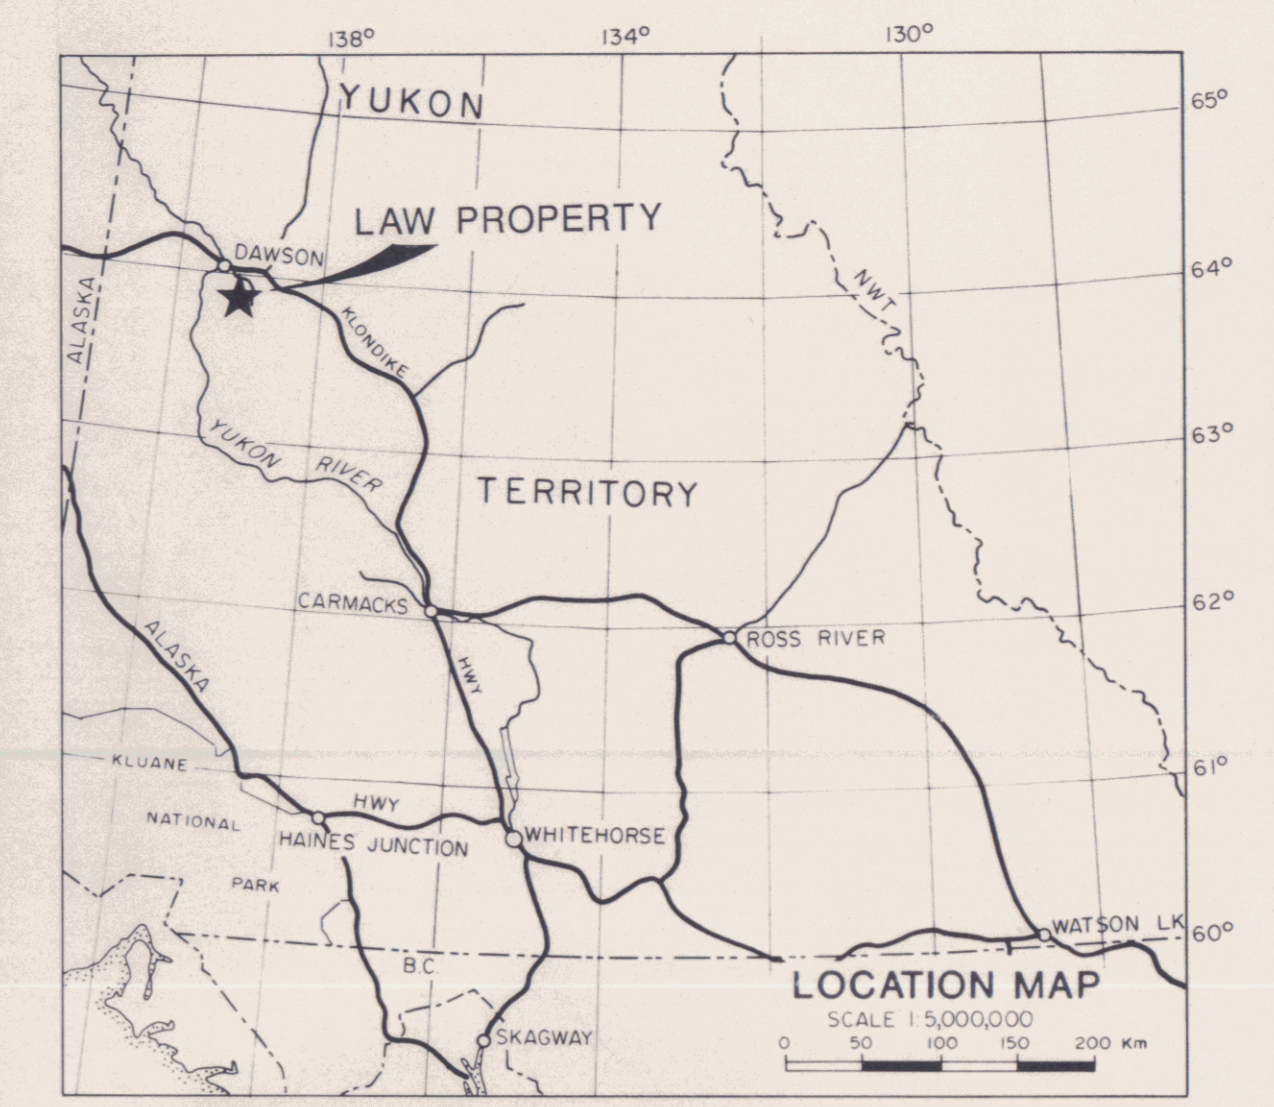 138° 134° 130°
YUKON
65°
LAW PROPERTY
DAWSON
64°
ALASKA
NWT
KLONDIKE
63°
YUKON RIVER
TERRITORY
62°
CARMACKS
ROSS RIVER
ALASKA
HWY
61°
KLUANE
HWY
NATIONAL
WHITEHORSE
HAINES JUNCTION
PARK
WATSON LK
60°
B.C.
LOCATION MAP
SCALE 1:5,000,000
SKAGWAY
0 50 100 150 200 Km